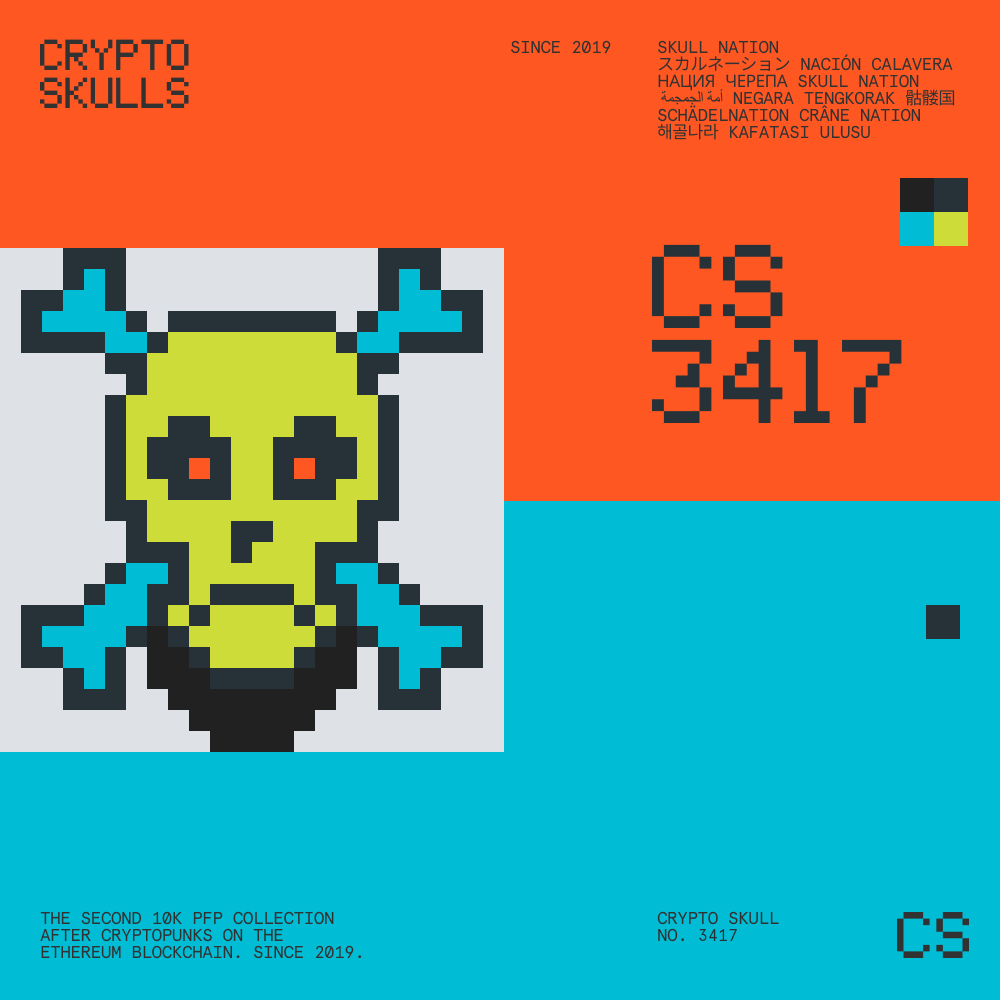 CRYPTO
SKULLS
SINCE 2019
SKULL NATION
スカルネーション NACIÓN CALAVERA
НАЦИЯ ЧЕРЕПА SKULL NATION
أمة الجمجمة NEGARA TENGKORAK 骷髅国
SCHÄDELNATION CRÂNE NATION
해골나라 KAFATASI ULUSU
CS
3417
THE SECOND 10K PFP COLLECTION
AFTER CRYPTOPUNKS ON THE
ETHEREUM BLOCKCHAIN. SINCE 2019.
CRYPTO SKULL
NO. 3417
CS